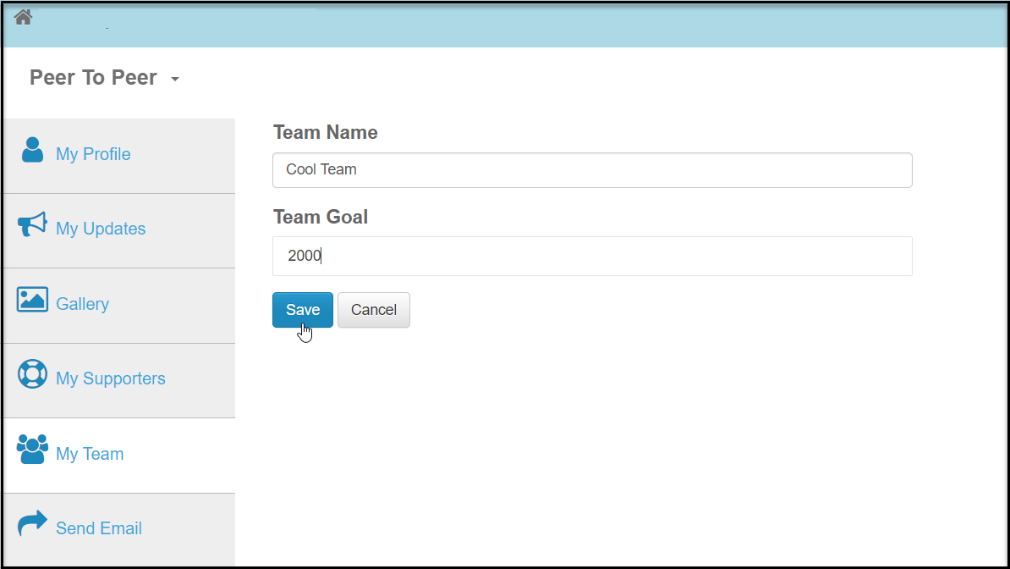 Peer To Peer
My Profile
My Updates
Gallery
My Supporters
My Team
Send Email
Team Name
Cool Team
Team Goal
2000
Save
Cancel